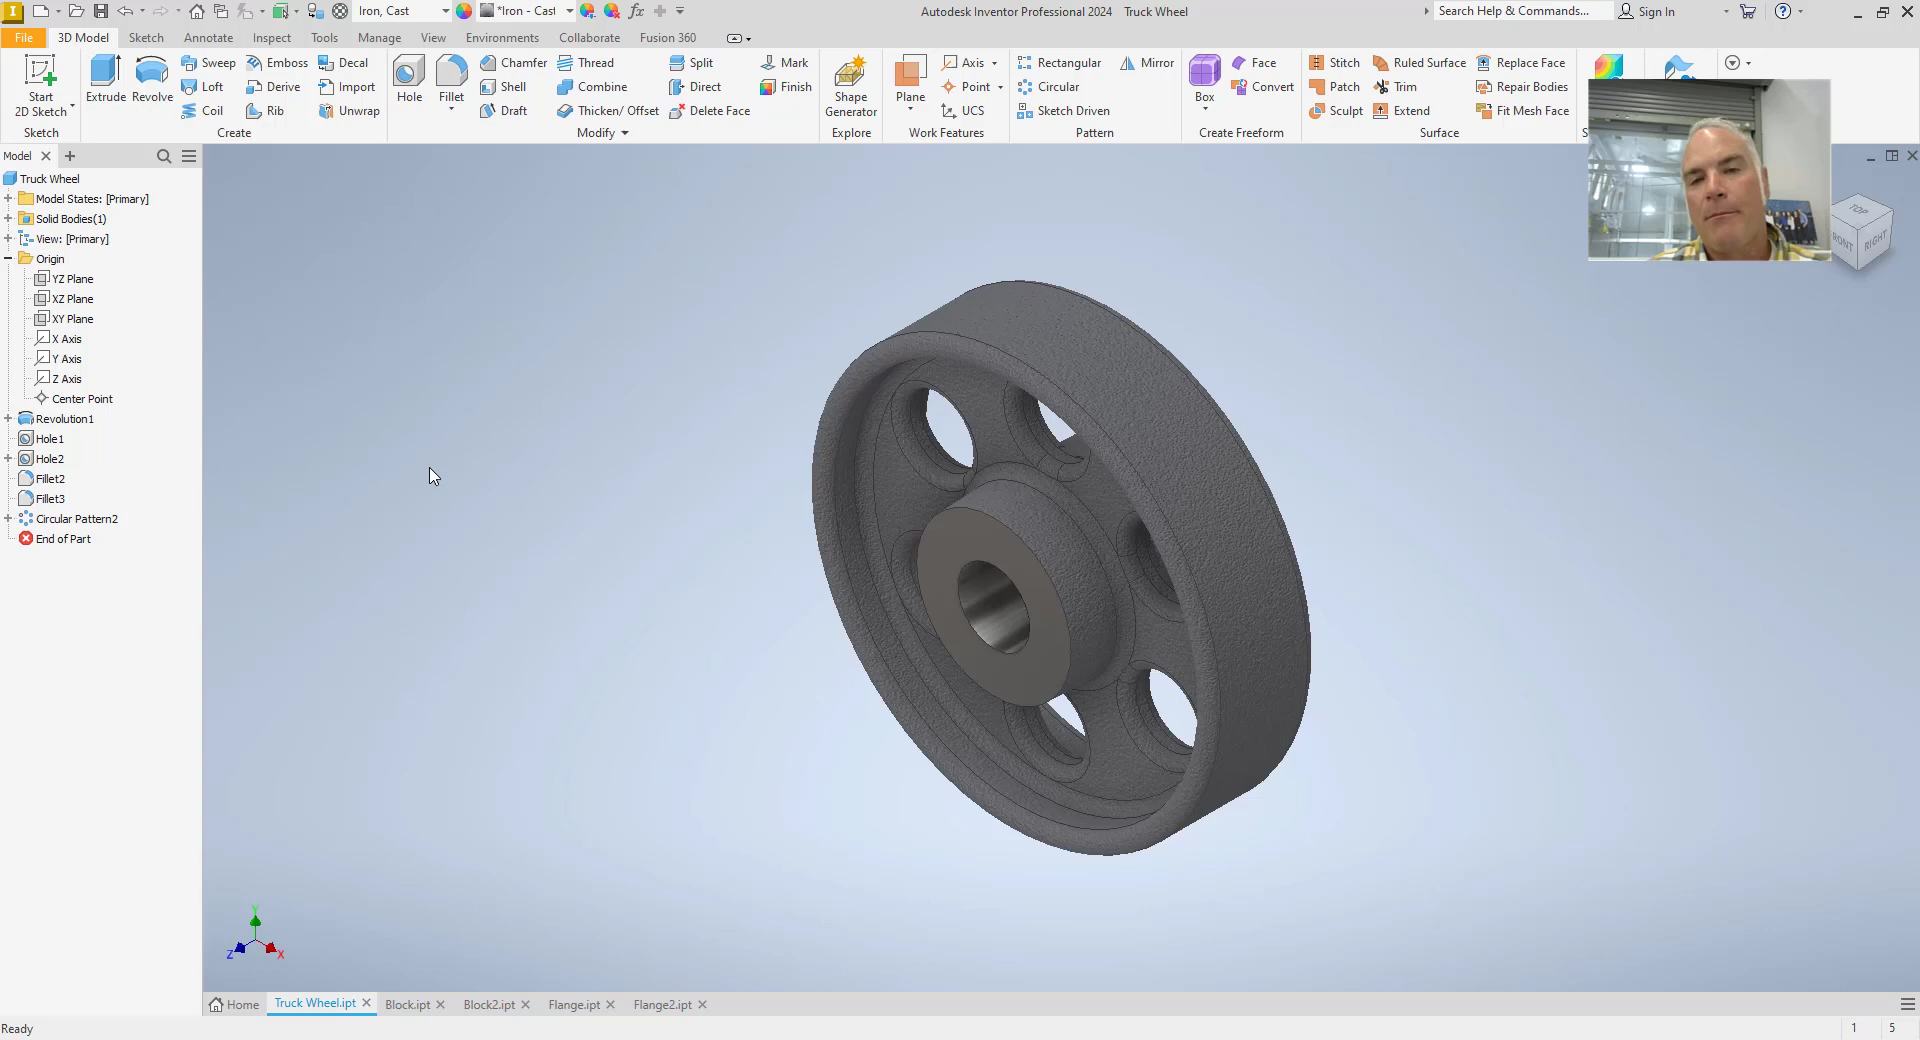 I Iron, Cast *Iron - Cast fx Autodesk Inventor Professional 2024 Truck Wheel Search Help & Commands... Sign In ?
File 3D Model Sketch Annotate Inspect Tools Manage View Environments Collaborate Fusion 360
Start 2D Sketch Extrude Revolve Sweep Emboss Decal Hole Fillet Chamfer Thread Split Mark Shape Generator Plane Axis Rectangular Mirror Box Face Stitch Ruled Surface Replace Face
Loft Derive Import Shell Combine Direct Finish Point Circular Convert Patch Trim Repair Bodies
Coil Rib Unwrap Draft Thicken/ Offset Delete Face UCS Sketch Driven Sculpt Extend Fit Mesh Face
Sketch Create Modify Explore Work Features Pattern Create Freeform Surface
Model
Truck Wheel
Model States: [Primary]
Solid Bodies(1)
View: [Primary]
Origin
YZ Plane
XZ Plane
XY Plane
X Axis
Y Axis
Z Axis
Center Point
Revolution1
Hole1
Hole2
Fillet2
Fillet3
Circular Pattern2
End of Part
TOP
RIGHT
Y
Z X
Home Truck Wheel.ipt Block.ipt Block2.ipt Flange.ipt Flange2.ipt
Ready 1 5